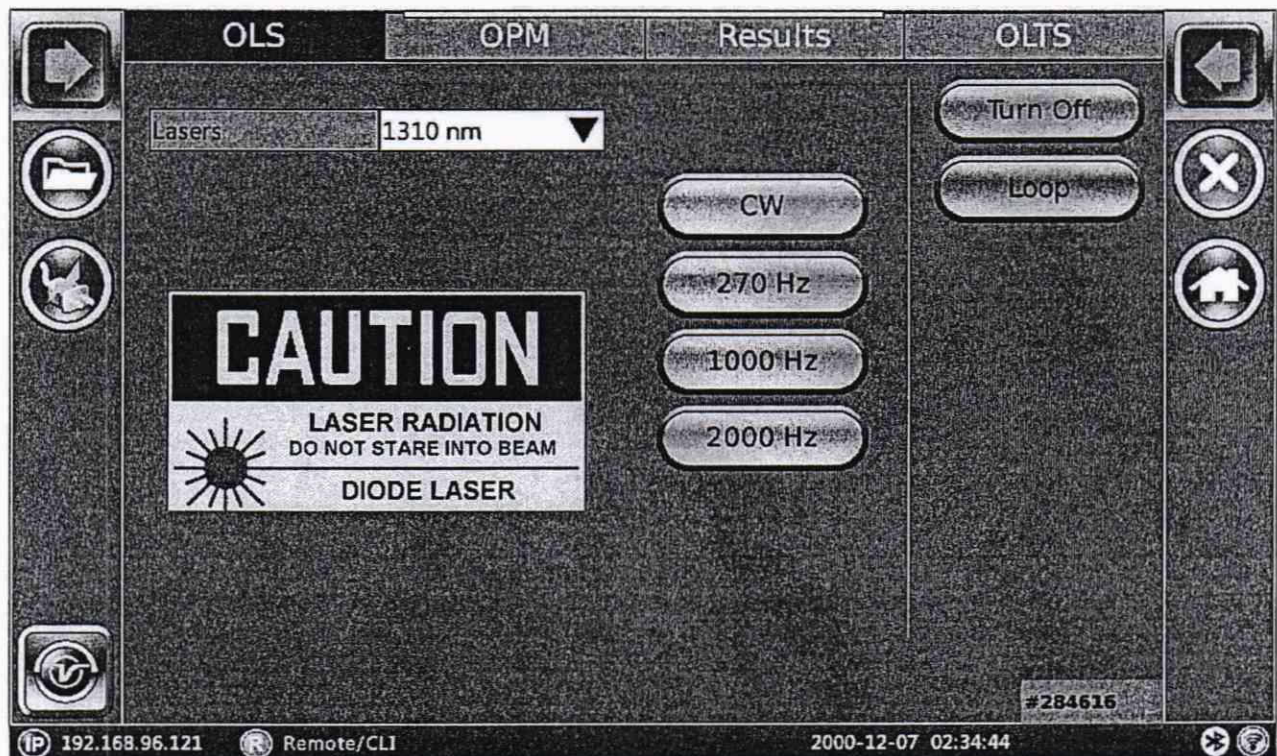 OLS OPM Results OLTS
Lasers 1310 nm
Turn Off
Loop
CW
270 Hz
1000 Hz
2000 Hz
CAUTION
LASER RADIATION
DO NOT STARE INTO BEAM
DIODE LASER
#284616
IP 192.168.96.121 R Remote/CLI 2000-12-07 02:34:44